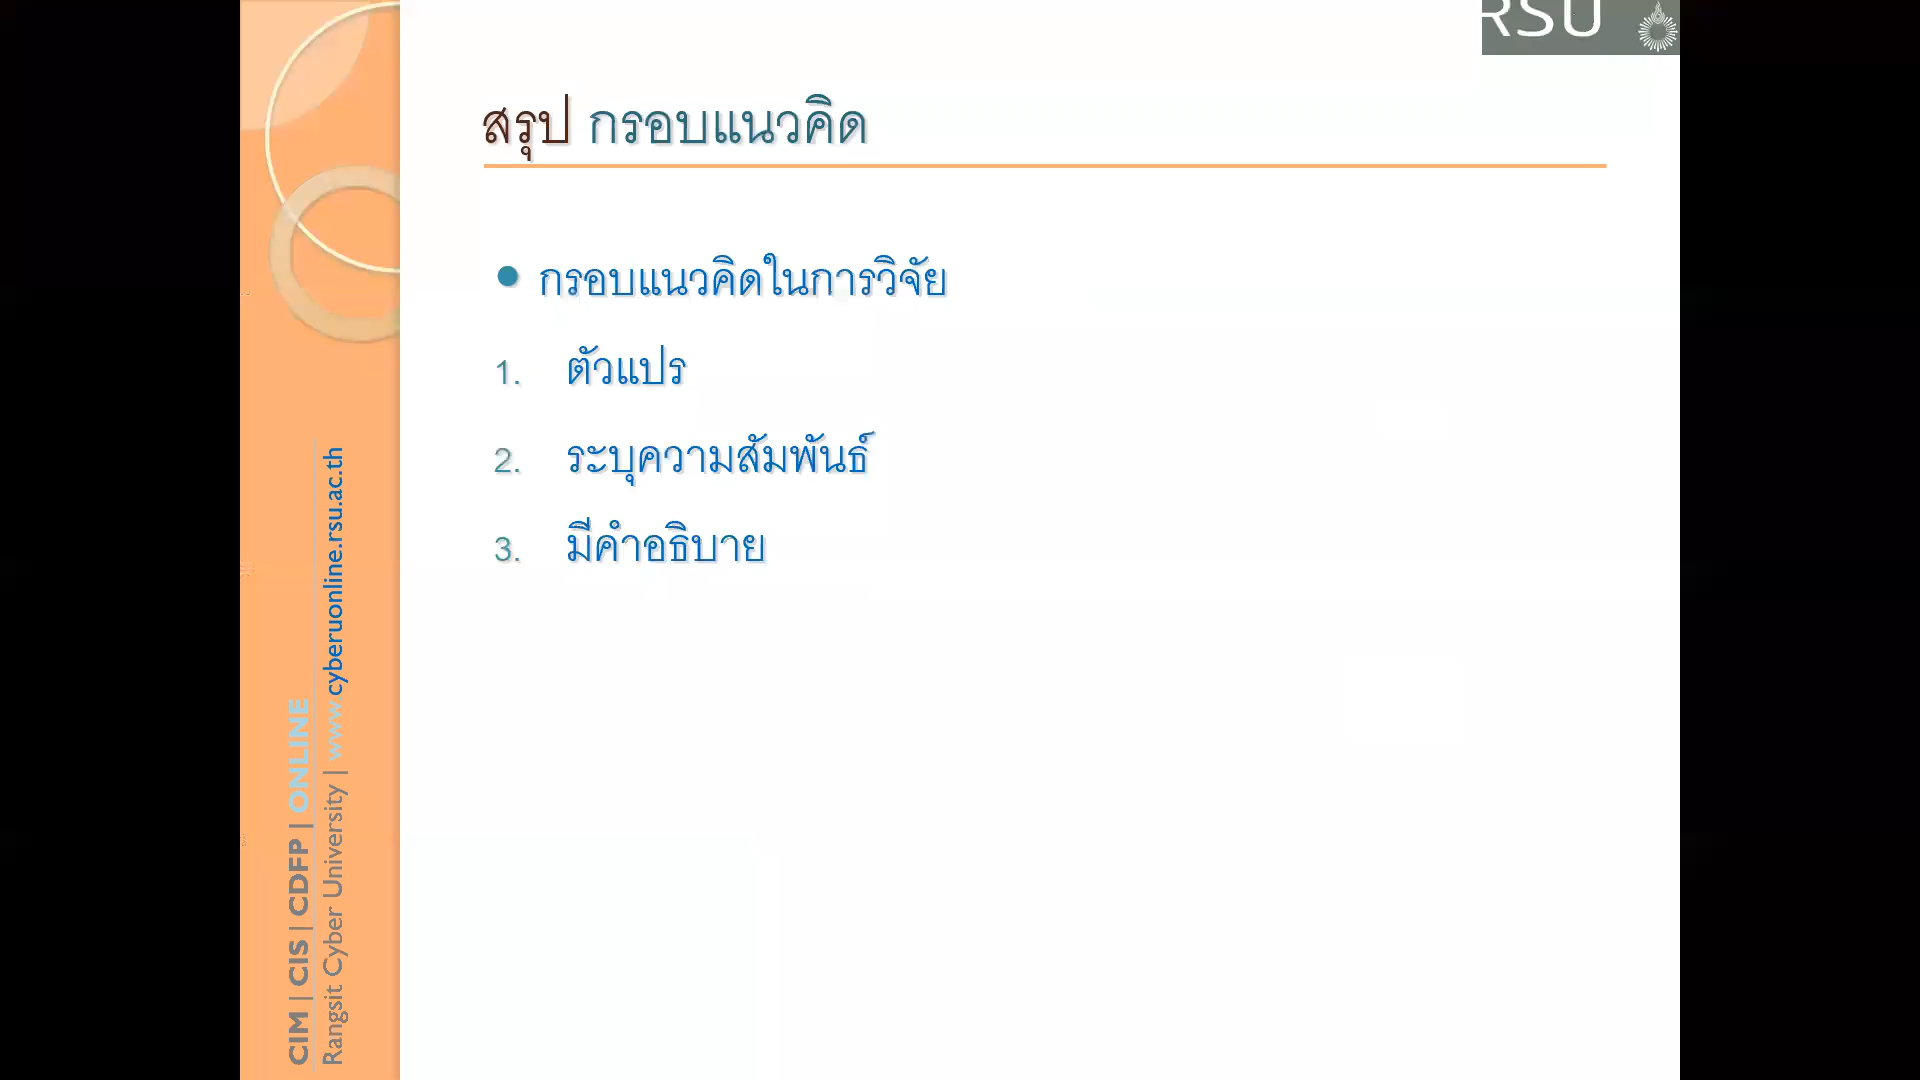 RSU
สรุป กรอบแนวคิด
• กรอบแนวคิดในการวิจัย
1. ตัวแปร
2. ระบุความสัมพันธ์
3. มีคำอธิบาย
CIM | CIS | CDFP | ONLINE
Rangsit Cyber University | www.cyberuonline.rsu.ac.th